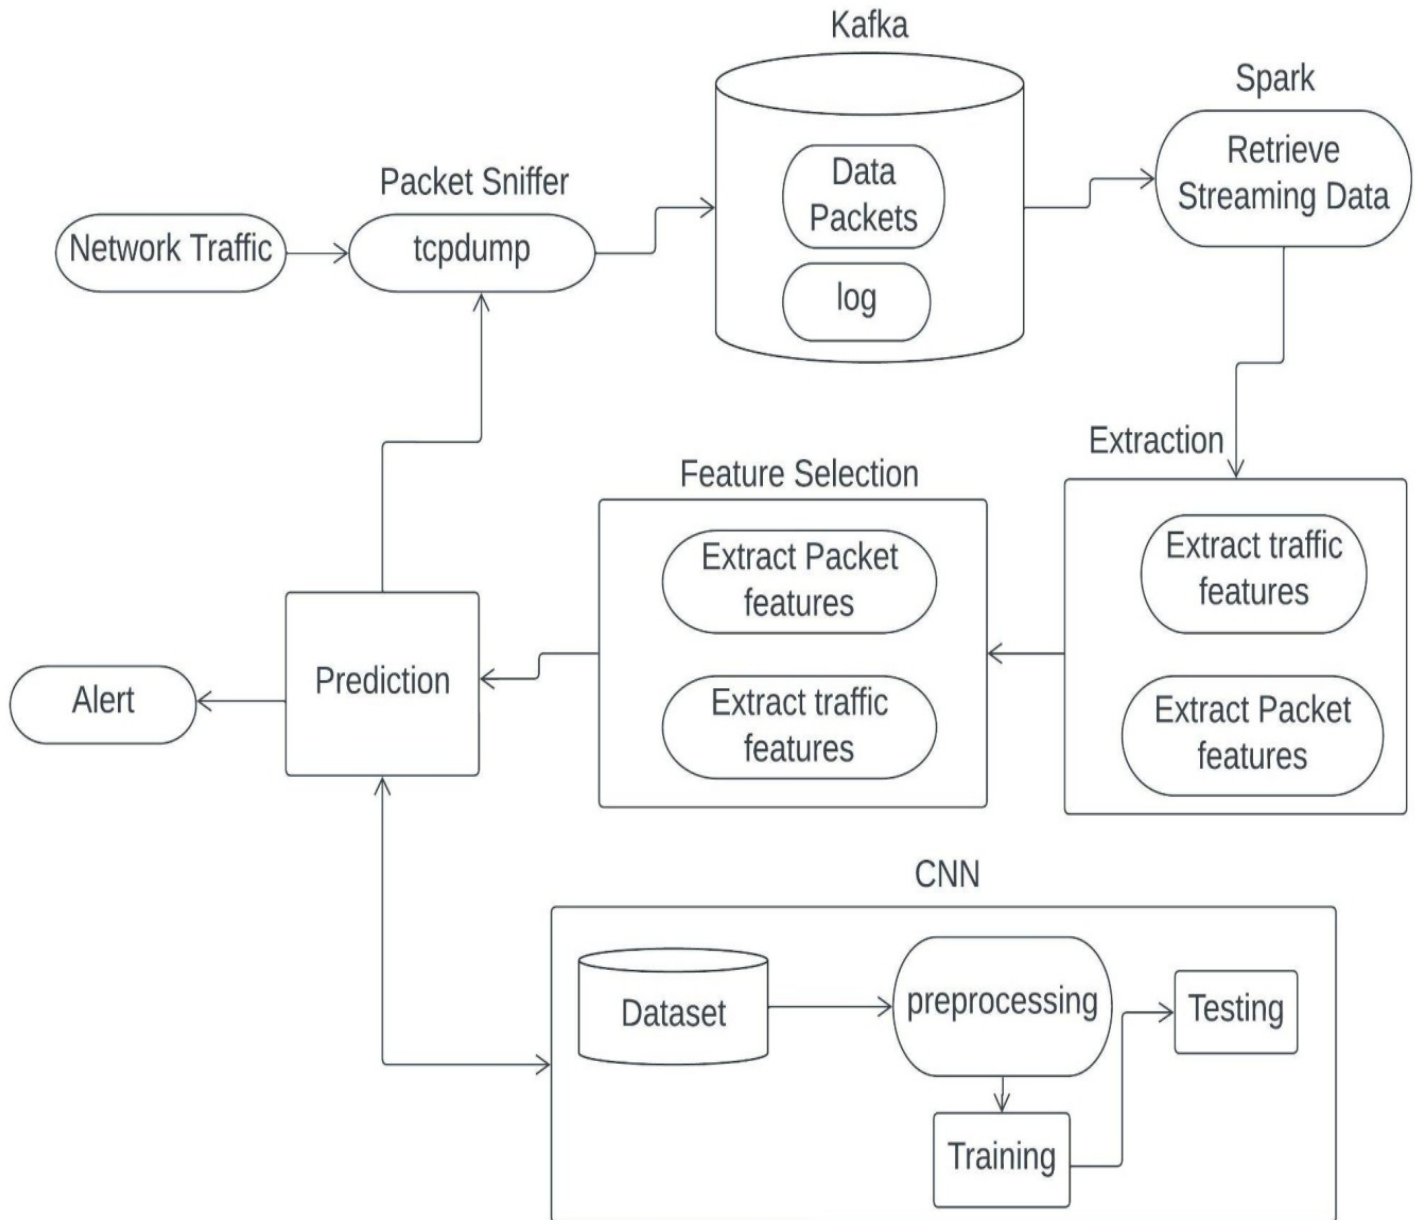 Kafka
Spark
Data
Packets
log
Retrieve
Streaming Data
Packet Sniffer
Network Traffic
tcpdump
Extraction
Feature Selection
Extract Packet
features
Extract traffic
features
Extract traffic
features
Extract Packet
features
Prediction
Alert
CNN
Dataset
preprocessing
Testing
Training